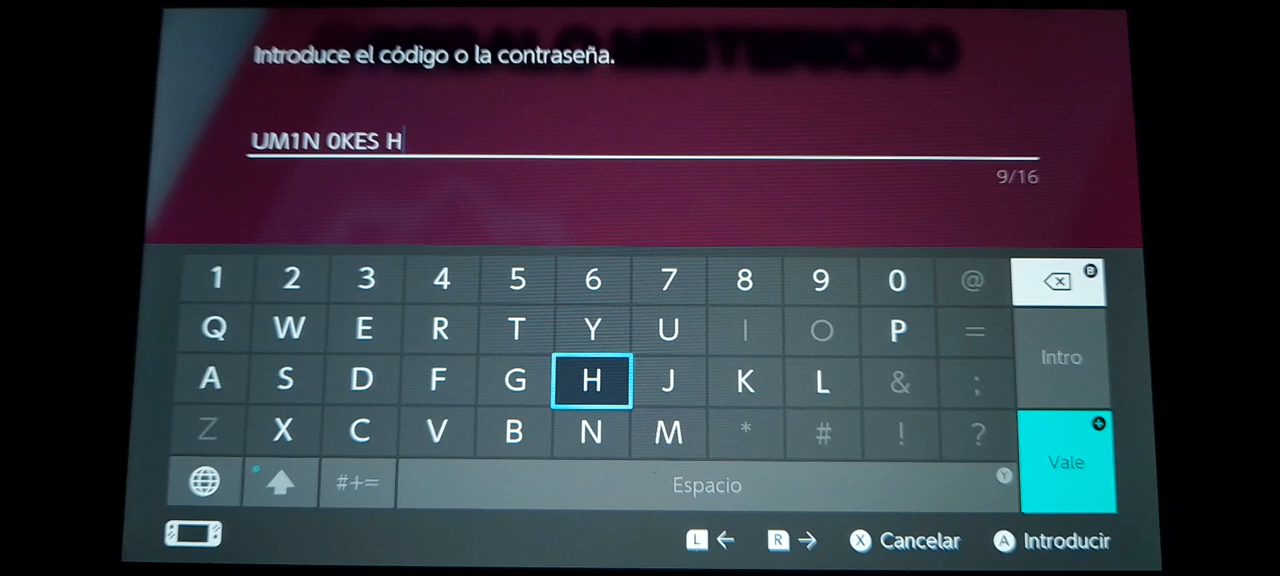 MISTERIOSO
Introduce el código o la contraseña.
UM1N 0KES H
9/16
1 2 3 4 5 6 7 8 9 0 @
B
Q W E R T Y U I O P =
Intro
A S D F G H J K L & ;
Z X C V B N M * # ! ?
+
Vale
#+=
Espacio
Y
L ← R → X Cancelar A Introducir